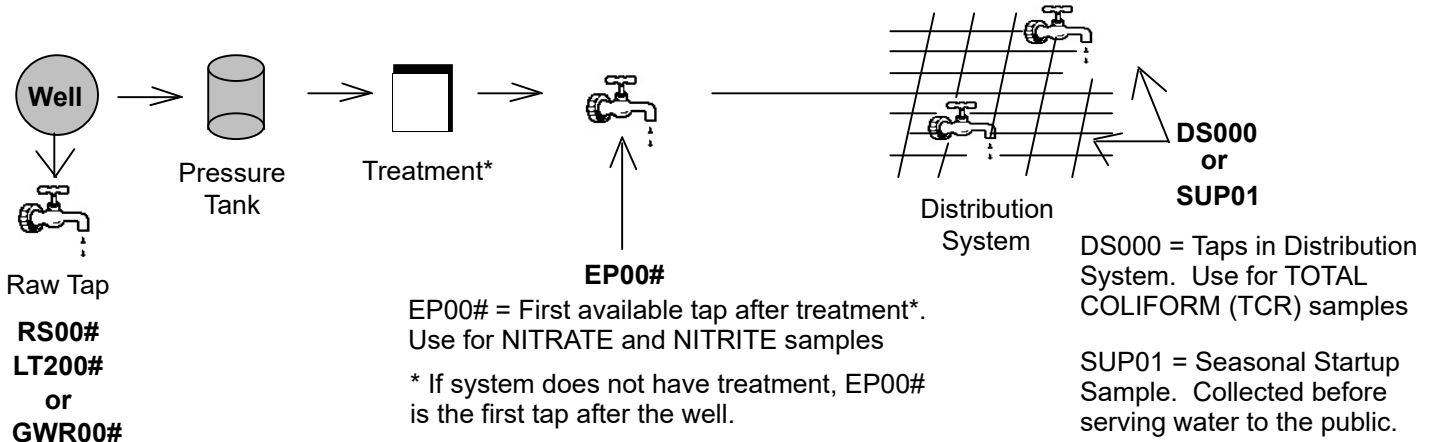 Well
Pressure
Tank
Treatment*
Raw Tap
RS00#
LT200#
or
GWR00#
EP00#
EP00# = First available tap after treatment*.
Use for NITRATE and NITRITE samples
* If system does not have treatment, EP00#
is the first tap after the well.
Distribution
System
DS000
or
SUP01
DS000 = Taps in Distribution
System.  Use for TOTAL
COLIFORM (TCR) samples
SUP01 = Seasonal Startup
Sample.  Collected before
serving water to the public.